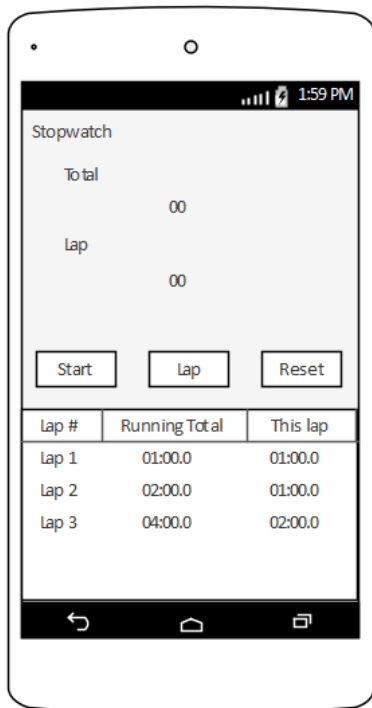 1:59 PM
Stopwatch
Total
00
Lap
00
Start Lap Reset
Lap # Running Total This lap
Lap 1 01:00.0 01:00.0
Lap 2 02:00.0 01:00.0
Lap 3 04:00.0 02:00.0